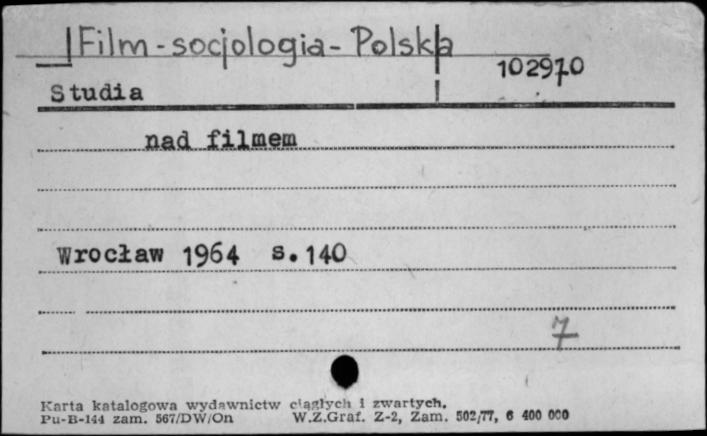 Film - socjologia - Polska
102970
Studia
nad filmem
Wrocław 1964 s. 140
7
Karta katalogowa wydawnictw ciągłych i zwartych.
Pu-B-144 zam. 567/DW/On W.Z.Graf. Z-2, Zam. 502/77, 6 400 000